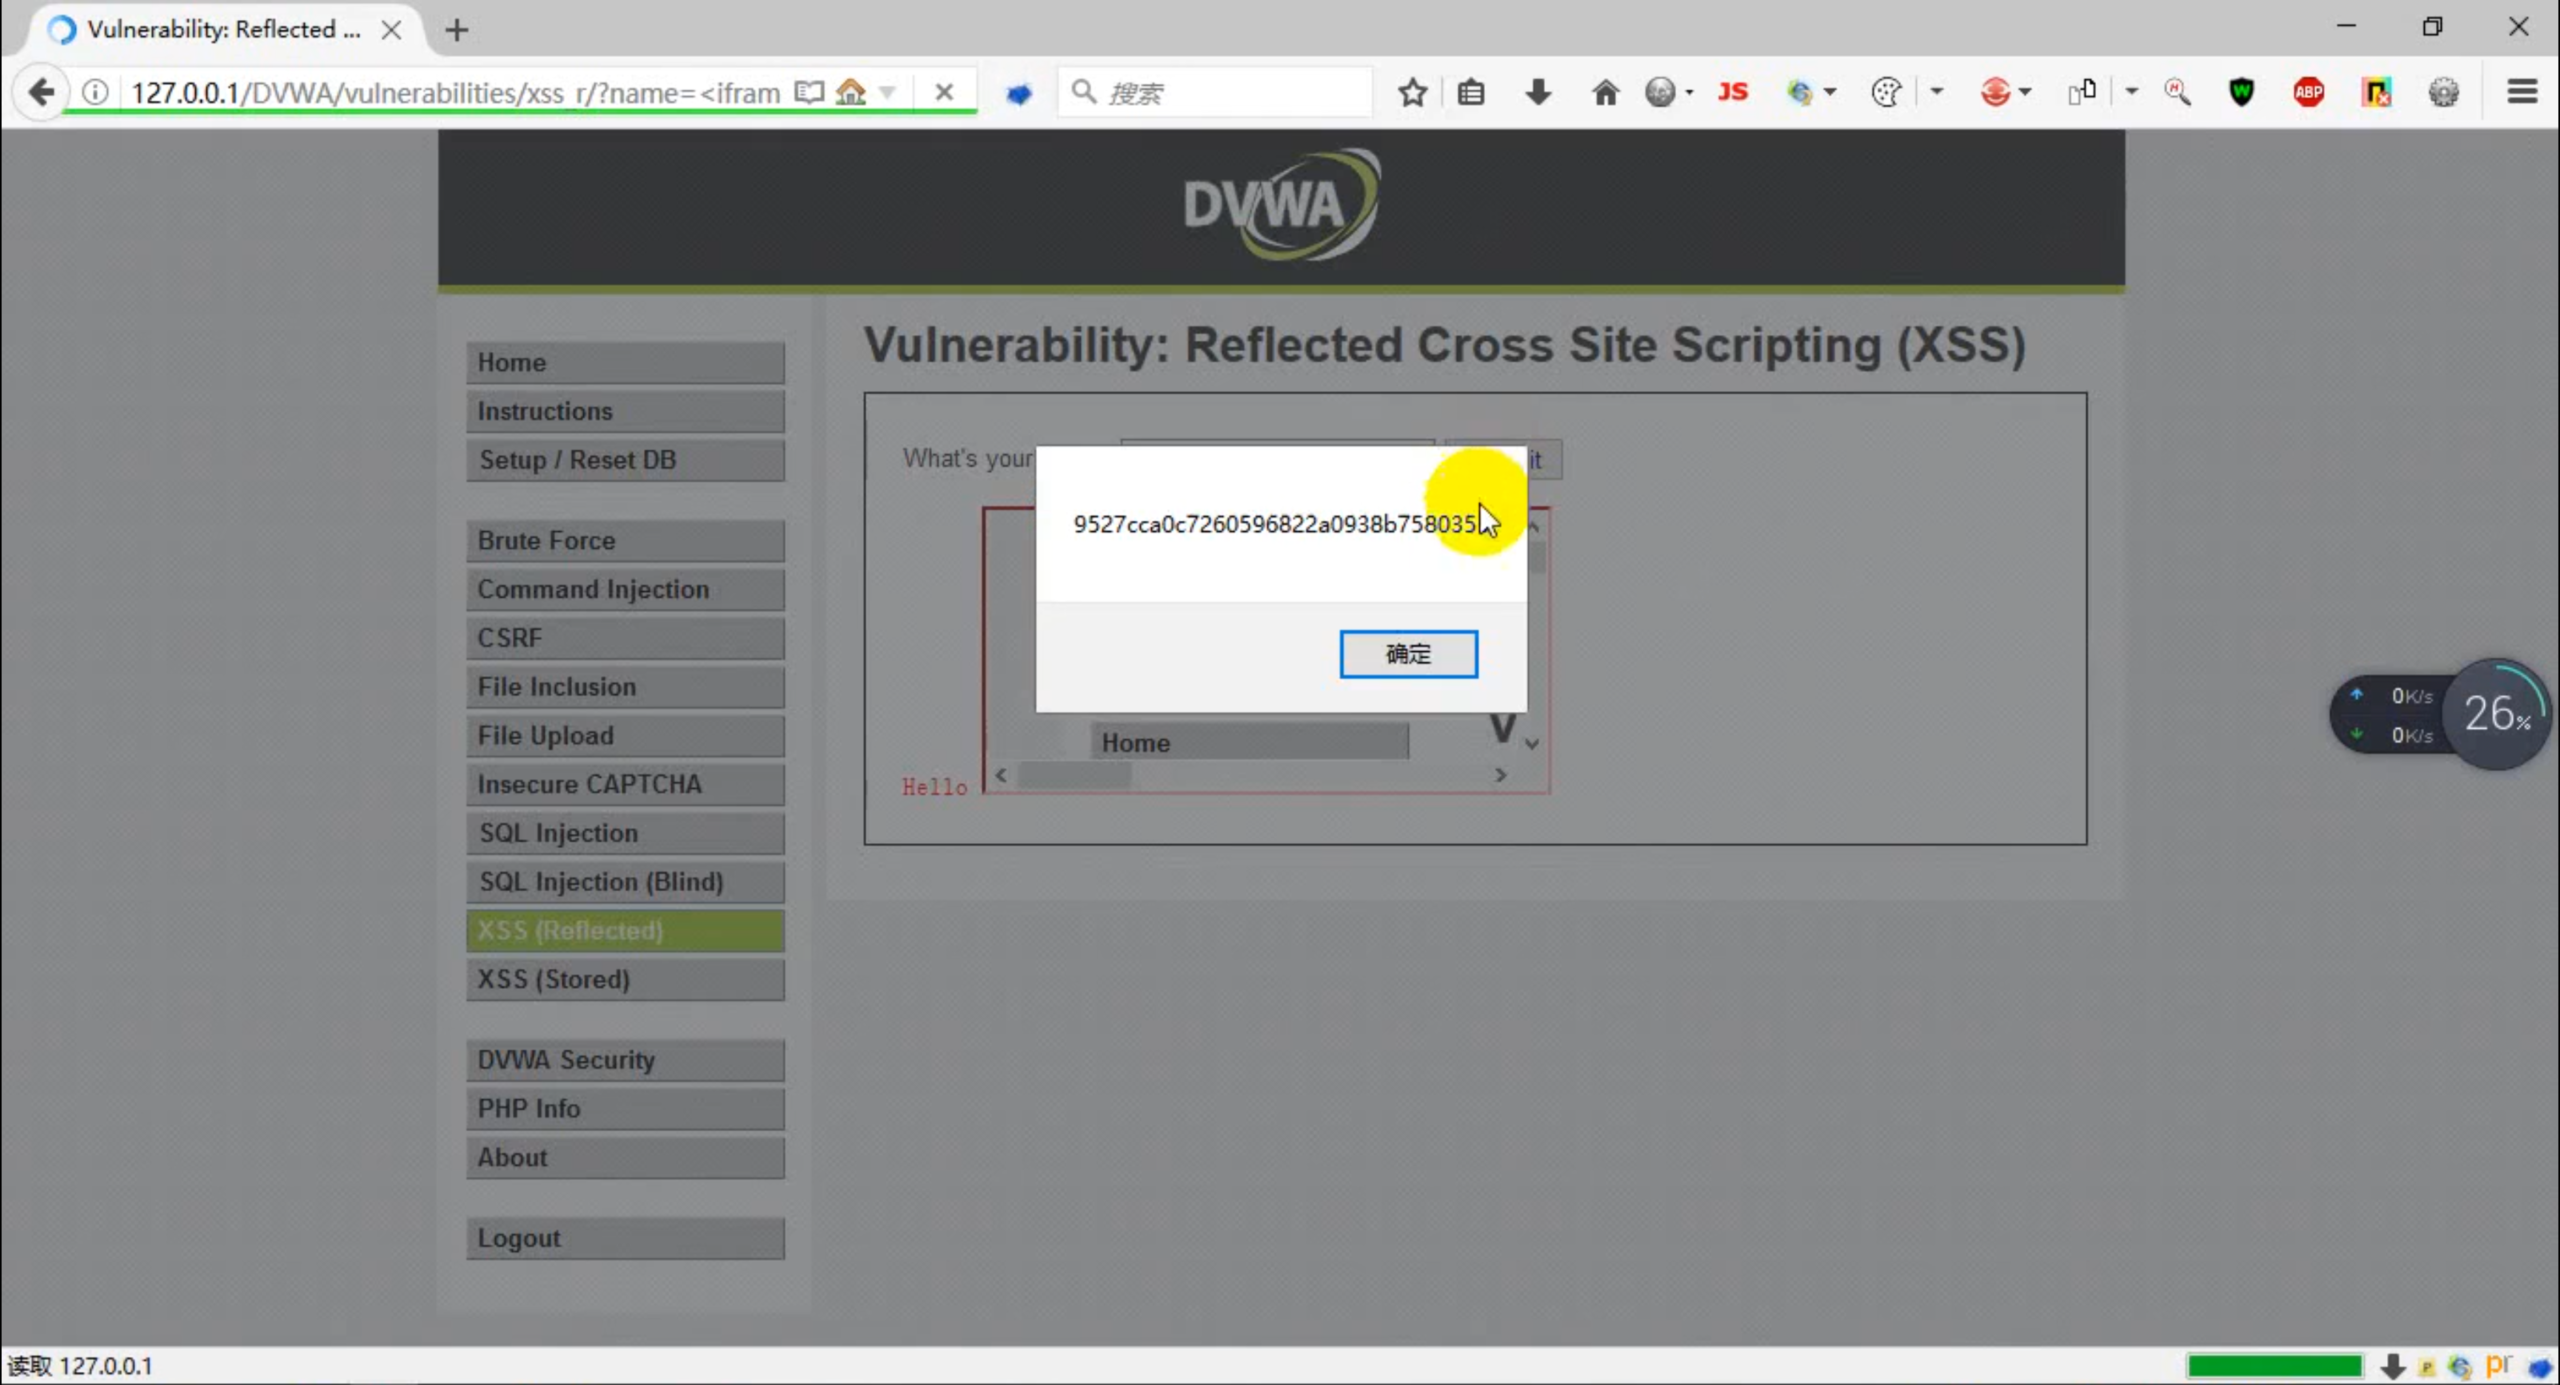 Vulnerability: Reflected ...
127.0.0.1/DVWA/vulnerabilities/xss_r/?name=<ifram
搜索
JS
ABP
DVWA
Vulnerability: Reflected Cross Site Scripting (XSS)
Home
Instructions
Setup / Reset DB
Brute Force
Command Injection
CSRF
File Inclusion
File Upload
Insecure CAPTCHA
SQL Injection
SQL Injection (Blind)
XSS (Reflected)
XSS (Stored)
DVWA Security
PHP Info
About
Logout
What's your
it
9527cca0c7260596822a0938b758035
确定
Home
V
Hello
0K/s
0K/s
26%
读取 127.0.0.1
pr